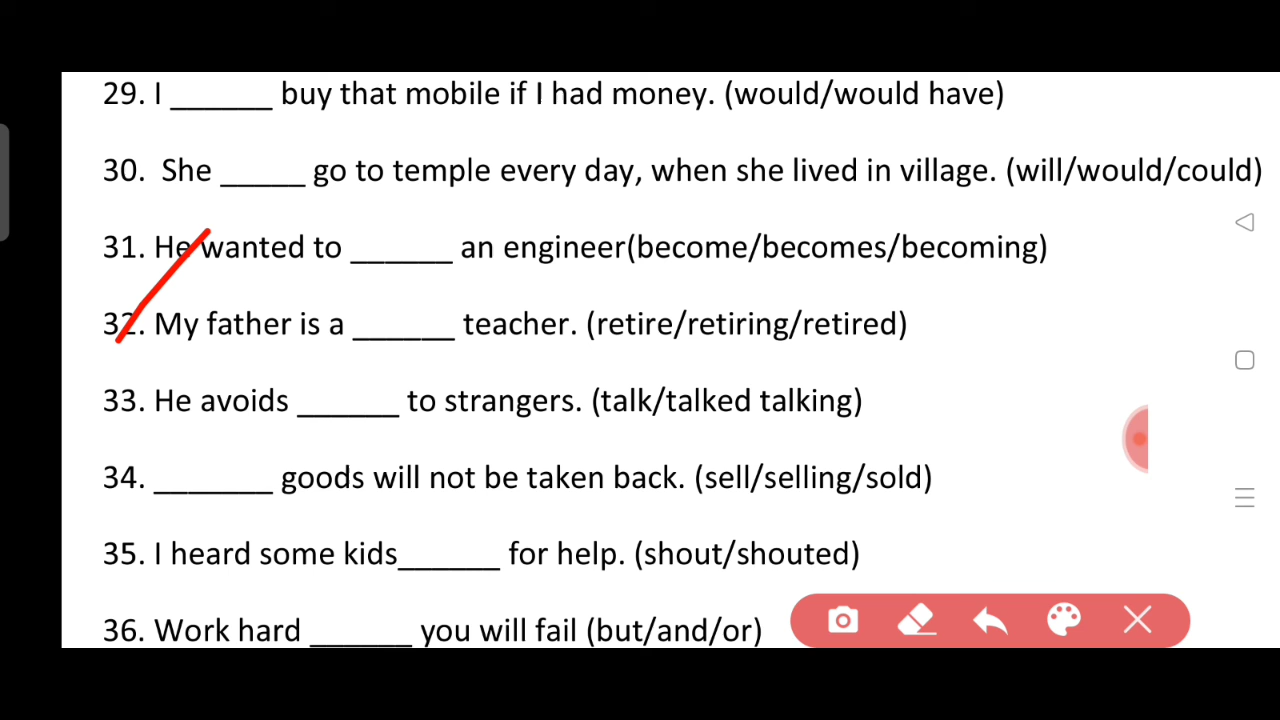 29. I ______ buy that mobile if I had money. (would/would have)
30. She _____ go to temple every day, when she lived in village. (will/would/could)
31. He wanted to ______ an engineer(become/becomes/becoming)
32. My father is a ______ teacher. (retire/retiring/retired)
33. He avoids ______ to strangers. (talk/talked talking)
34. _______ goods will not be taken back. (sell/selling/sold)
35. I heard some kids______ for help. (shout/shouted)
36. Work hard ______ you will fail (but/and/or)